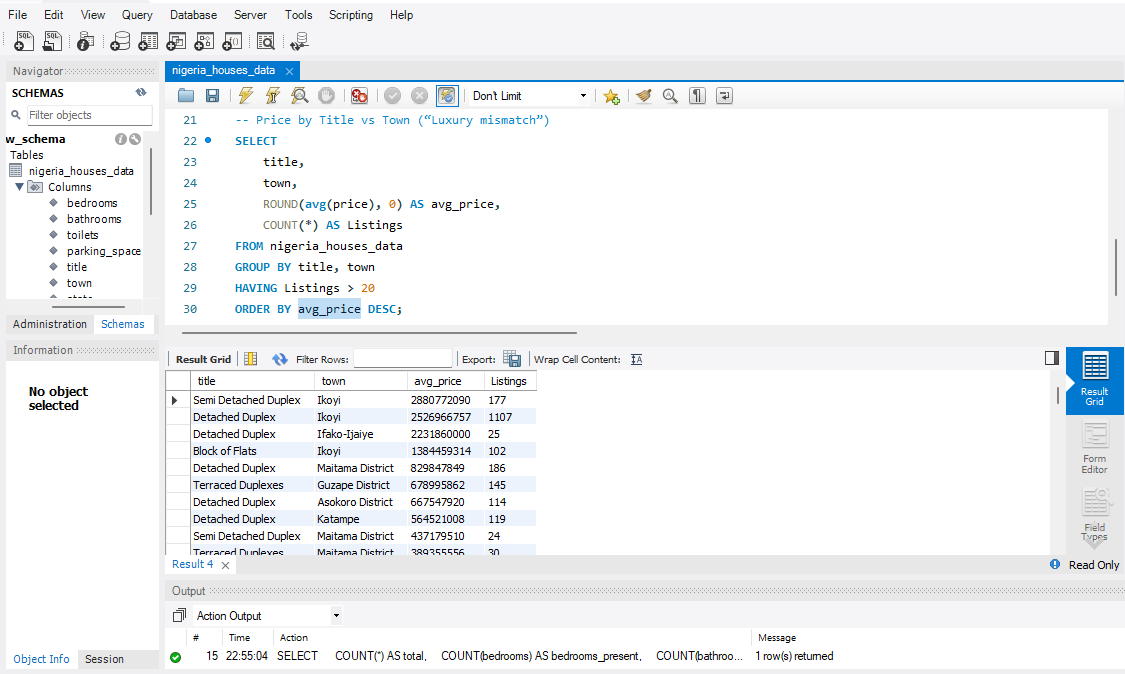 File Edit View Query Database Server Tools Scripting Help
SQL SQL
Navigator
SCHEMAS
Filter objects
w_schema
Tables
nigeria_houses_data
Columns
bedrooms
bathrooms
toilets
parking_space
title
town
state
Administration Schemas
Information
No object
selected
Object Info Session
nigeria_houses_data
Don't Limit
21 -- Price by Title vs Town (“Luxury mismatch”)
22 SELECT
23 title,
24 town,
25 ROUND(avg(price), 0) AS avg_price,
26 COUNT(*) AS Listings
27 FROM nigeria_houses_data
28 GROUP BY title, town
29 HAVING Listings > 20
30 ORDER BY avg_price DESC;
Result Grid Filter Rows: Export: Wrap Cell Content:
title town avg_price Listings
Semi Detached Duplex Ikoyi 2880772090 177
Detached Duplex Ikoyi 2526966757 1107
Detached Duplex Ifako-Ijaiye 2231860000 25
Block of Flats Ikoyi 1384459314 102
Detached Duplex Maitama District 829847849 186
Terraced Duplexes Guzape District 678995862 145
Detached Duplex Asokoro District 667547920 114
Detached Duplex Katampe 564521008 119
Semi Detached Duplex Maitama District 437179510 24
Terraced Duplexes Maitama District 389355556 30
Result
Grid
Form
Editor
Field
Types
Result 4
Read Only
Output
Action Output
# Time Action Message
15 22:55:04 SELECT COUNT(*) AS total, COUNT(bedrooms) AS bedrooms_present, COUNT(bathroo... 1 row(s) returned